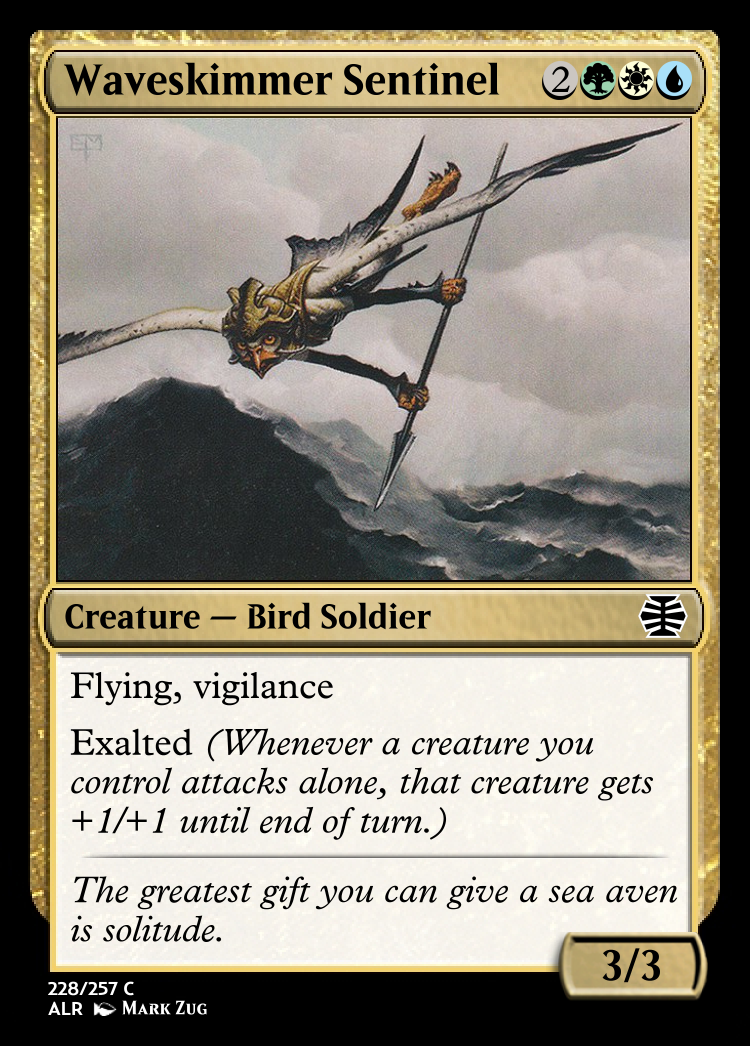 Waveskimmer Sentinel 2
Creature — Bird Soldier
Flying, vigilance
Exalted (Whenever a creature you
control attacks alone, that creature gets
+1/+1 until end of turn.)
The greatest gift you can give a sea aven
is solitude.
3/3
228/257 C
ALR Mark Zug